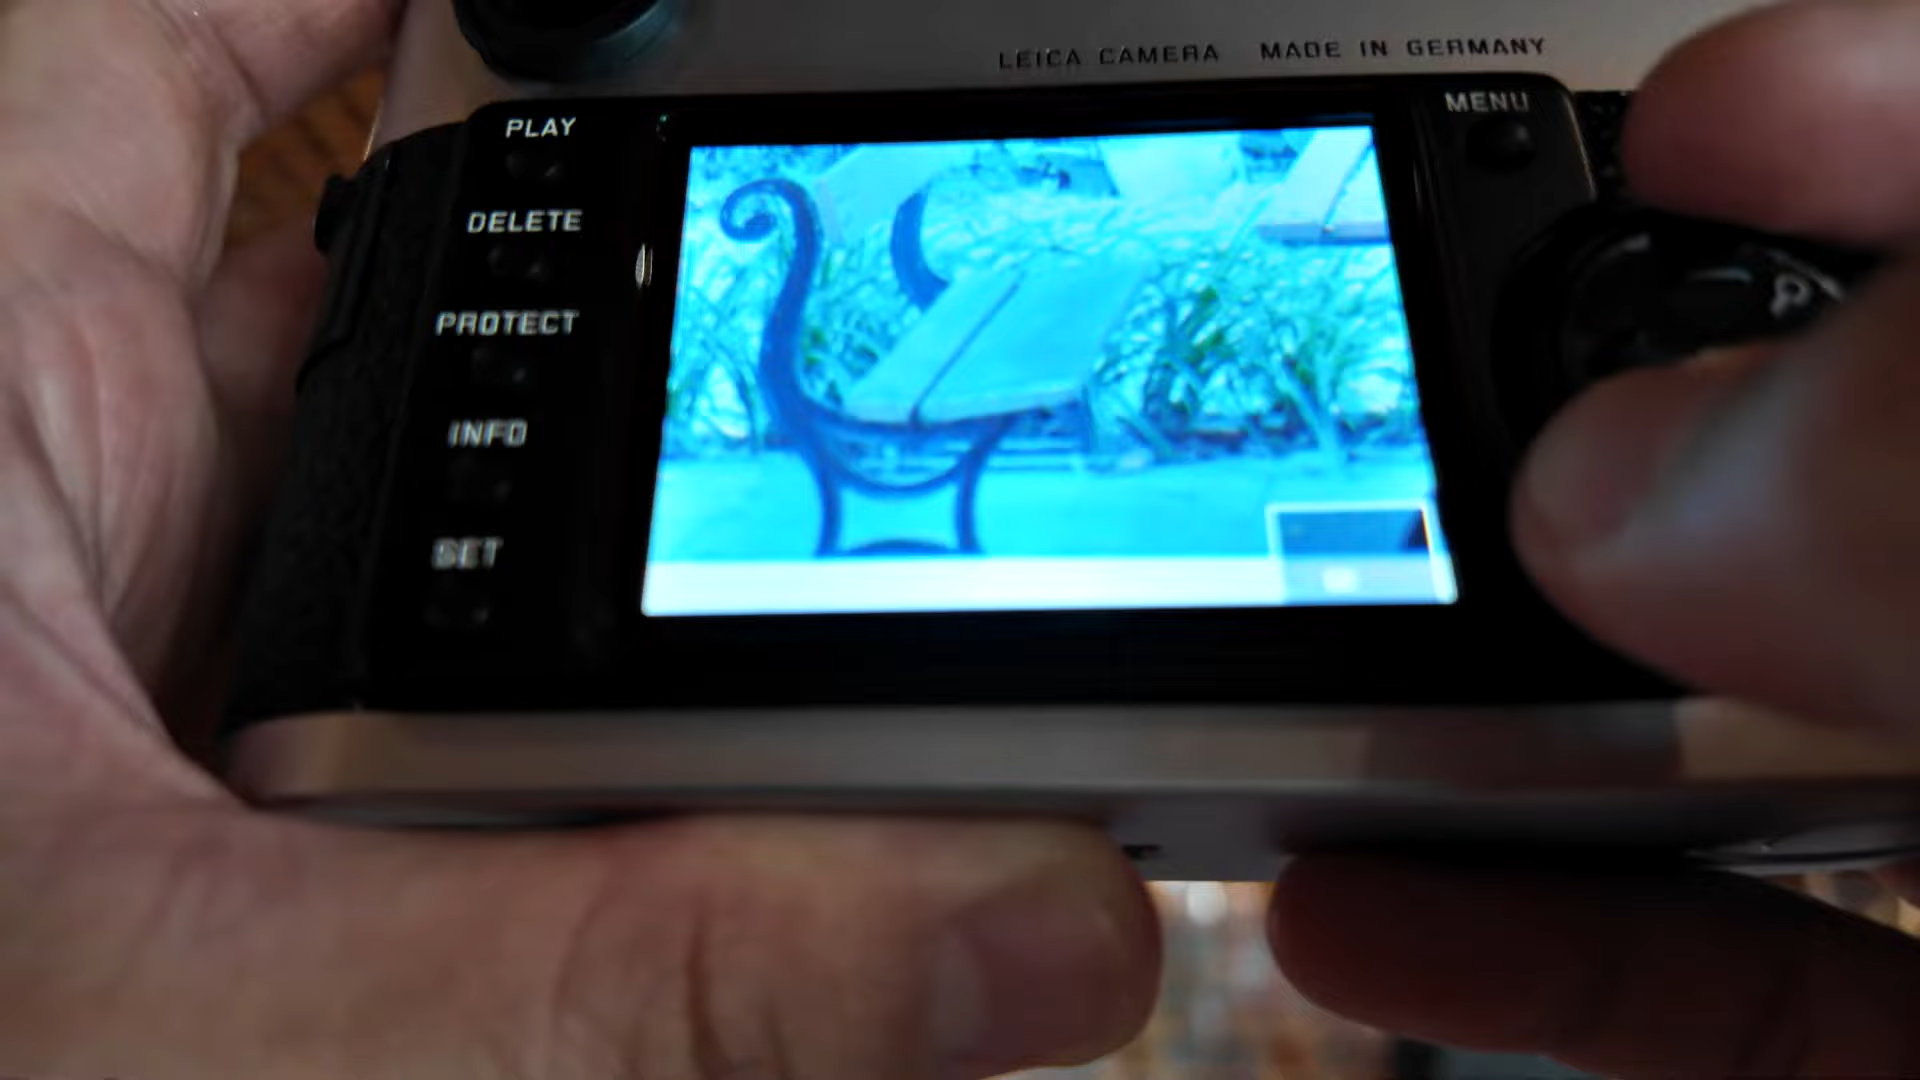 LEICA CAMERA MADE IN GERMANY
MENU
PLAY
DELETE
PROTECT
INFO
SET